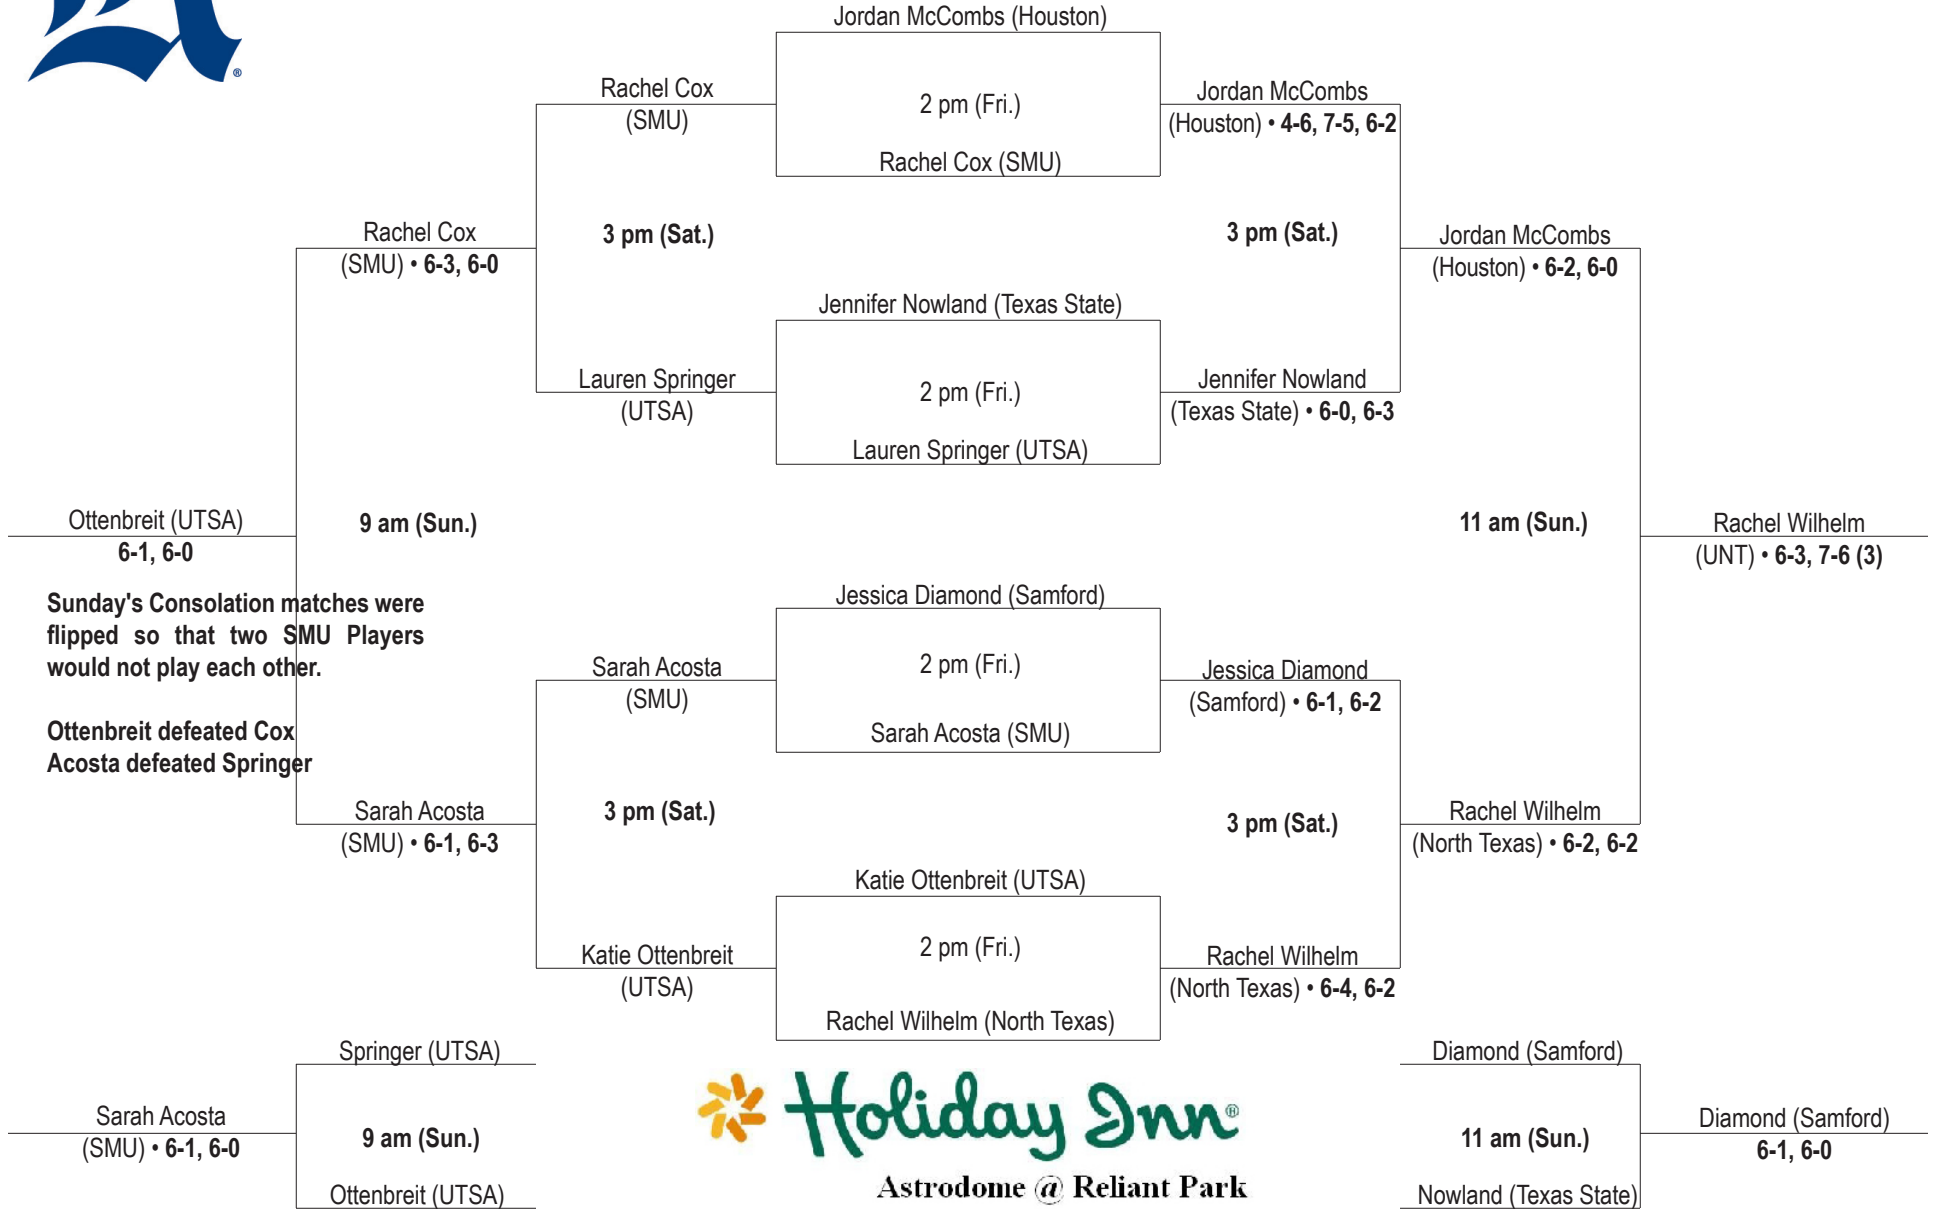 Jordan McCombs (Houston)
Rachel Cox
(SMU)
2 pm (Fri.)
Jordan McCombs
(Houston) • 4-6, 7-5, 6-2
Rachel Cox (SMU)
Rachel Cox
(SMU) • 6-3, 6-0
3 pm (Sat.)
3 pm (Sat.)
Jordan McCombs
(Houston) • 6-2, 6-0
Jennifer Nowland (Texas State)
Lauren Springer
(UTSA)
2 pm (Fri.)
Jennifer Nowland
(Texas State) • 6-0, 6-3
Lauren Springer (UTSA)
Ottenbreit (UTSA)
6-1, 6-0
9 am (Sun.)
11 am (Sun.)
Rachel Wilhelm
(UNT) • 6-3, 7-6 (3)
Sunday's Consolation matches were
flipped so that two SMU Players
would not play each other.
Ottenbreit defeated Cox
Acosta defeated Springer
Jessica Diamond (Samford)
Sarah Acosta
(SMU)
2 pm (Fri.)
Jessica Diamond
(Samford) • 6-1, 6-2
Sarah Acosta (SMU)
Sarah Acosta
(SMU) • 6-1, 6-3
3 pm (Sat.)
3 pm (Sat.)
Rachel Wilhelm
(North Texas) • 6-2, 6-2
Katie Ottenbreit (UTSA)
Katie Ottenbreit
(UTSA)
2 pm (Fri.)
Rachel Wilhelm
(North Texas) • 6-4, 6-2
Rachel Wilhelm (North Texas)
Springer (UTSA)
Sarah Acosta
(SMU) • 6-1, 6-0
9 am (Sun.)
Ottenbreit (UTSA)
Holiday Inn®
Astrodome @ Reliant Park
Diamond (Samford)
11 am (Sun.)
Diamond (Samford)
6-1, 6-0
Nowland (Texas State)